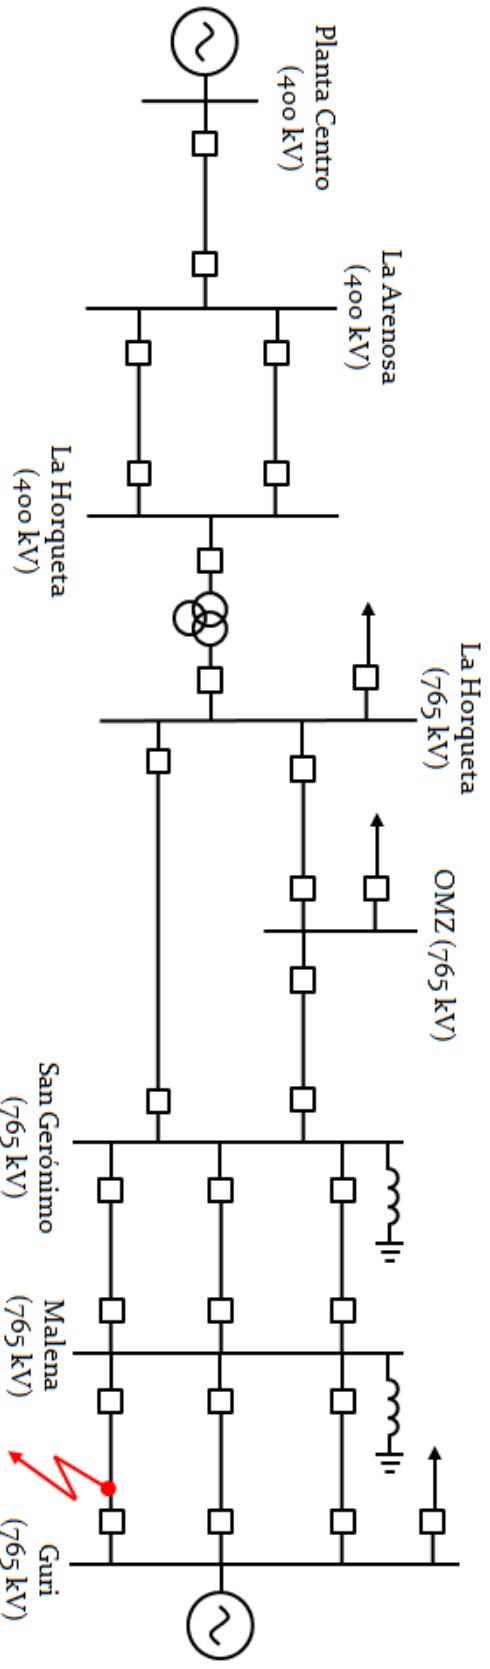 Planta Centro
(400 kV)
La Arenosa
(400 kV)
La Horqueta
(400 kV)
La Horqueta
(765 kV)
OMZ (765 kV)
San Gerónimo
(765 kV)
Malena
(765 kV)
Guri
(765 kV)